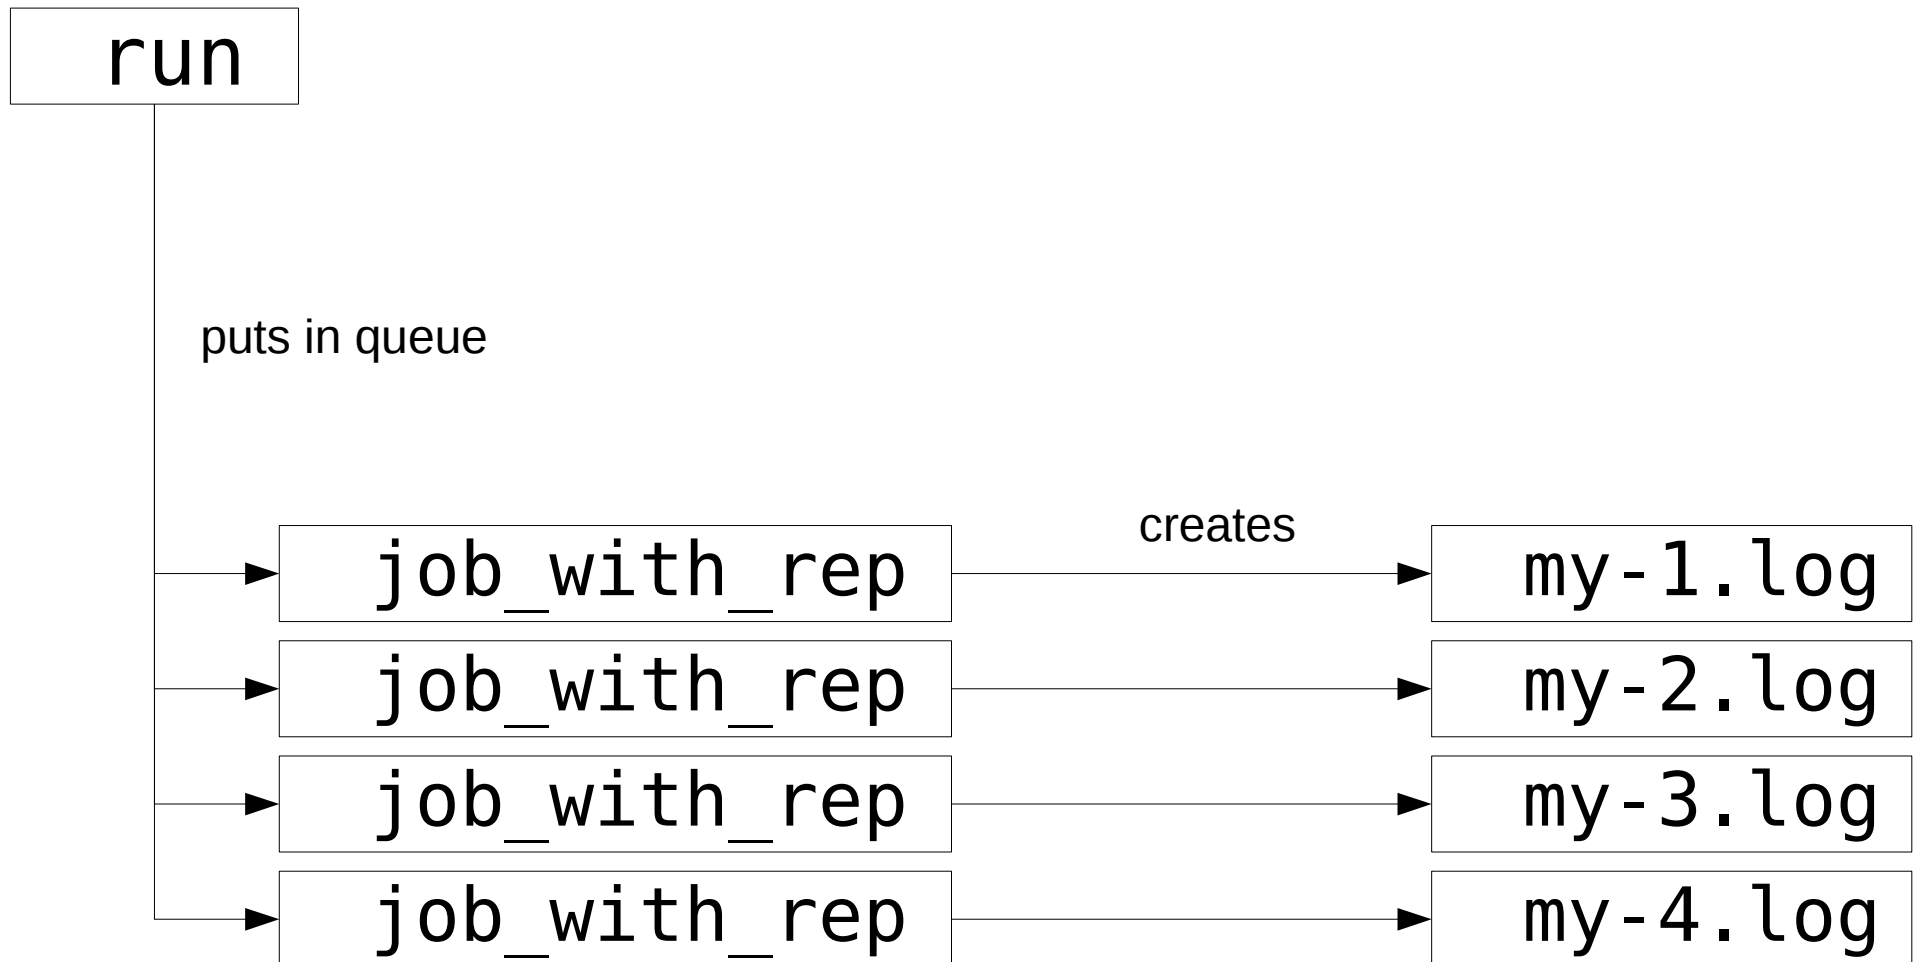 run
puts in queue
creates
job_with_rep
my-1.log
job_with_rep
my-2.log
job_with_rep
my-3.log
job_with_rep
my-4.log